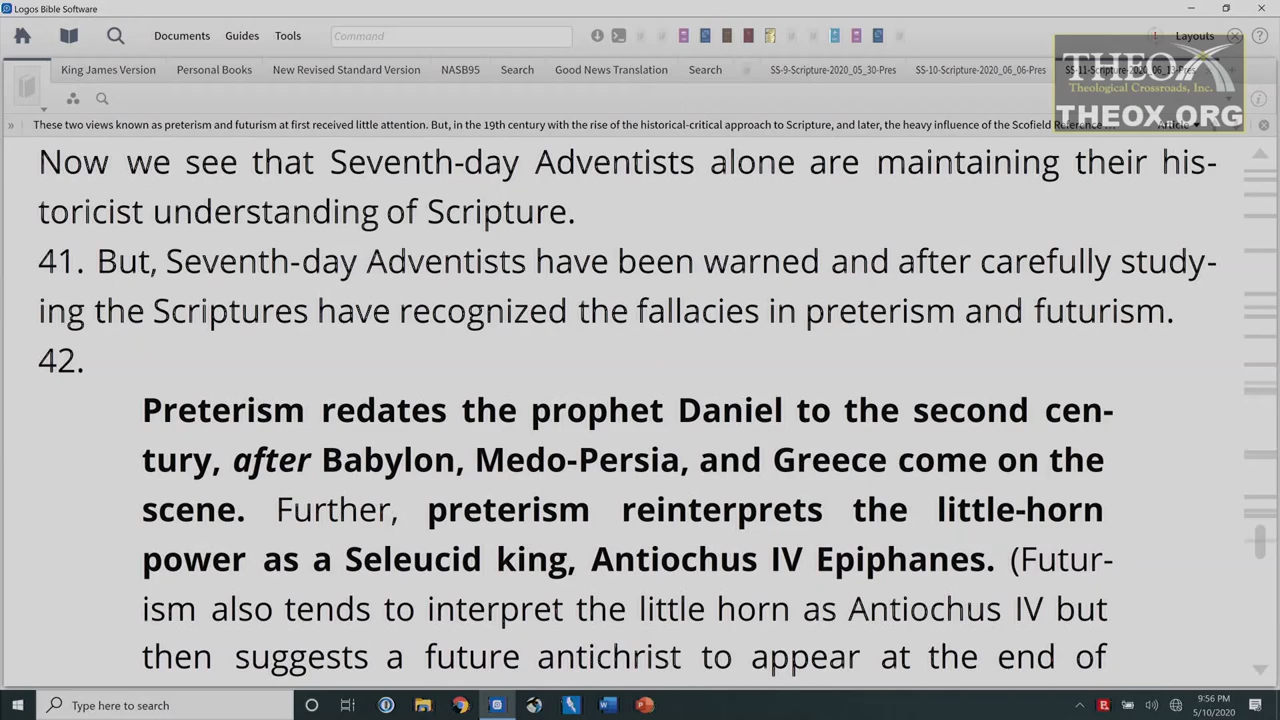 Logos Bible Software
Documents Guides Tools Command Layouts
King James Version Personal Books New Revised Standard NASB95 Search Good News Translation Search SS-9-Scripture-2020_05_30-Pres SS-10-Scripture-2020_06_06-Pres SS-11-Scripture-2020_06_13-Pres
THEOX
Theological Crossroads, Inc.
THEOX.ORG
These two views known as preterism and futurism at first received little attention. But, in the 19th century with the rise of the historical-critical approach to Scripture, and later, the heavy influence of the Scofield Reference ... Article
Now we see that Seventh-day Adventists alone are maintaining their his-
toricist understanding of Scripture.
41. But, Seventh-day Adventists have been warned and after carefully study-
ing the Scriptures have recognized the fallacies in preterism and futurism.
42.
Preterism redates the prophet Daniel to the second cen-
tury, after Babylon, Medo-Persia, and Greece come on the
scene. Further, preterism reinterprets the little-horn
power as a Seleucid king, Antiochus IV Epiphanes. (Futur-
ism also tends to interpret the little horn as Antiochus IV but
then suggests a future antichrist to appear at the end of
Type here to search
9:56 PM
5/10/2020